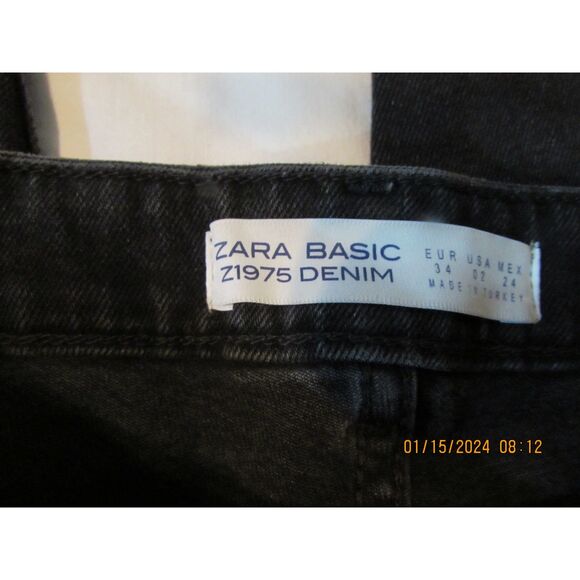 ZARA BASIC
Z1975 DENIM
EUR USA MEX
34 02 24
MADE IN TURKEY
01/15/2024 08:12